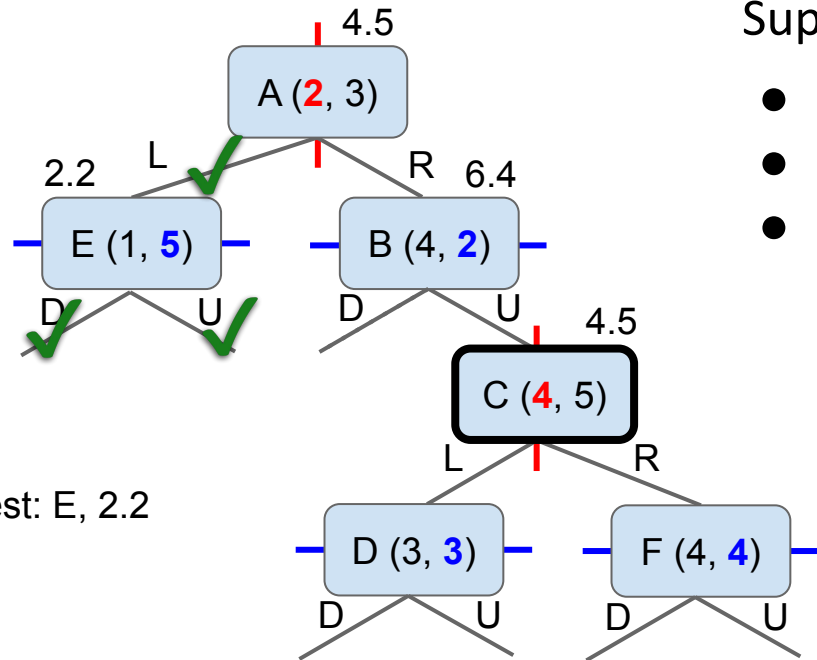 4.5
Sup
A (2, 3)
L
R
2.2
6.4
E (1, 5)
B (4, 2)
D
U
D
U
4.5
C (4, 5)
L
R
est: E, 2.2
D (3, 3)
F (4, 4)
D
U
D
U